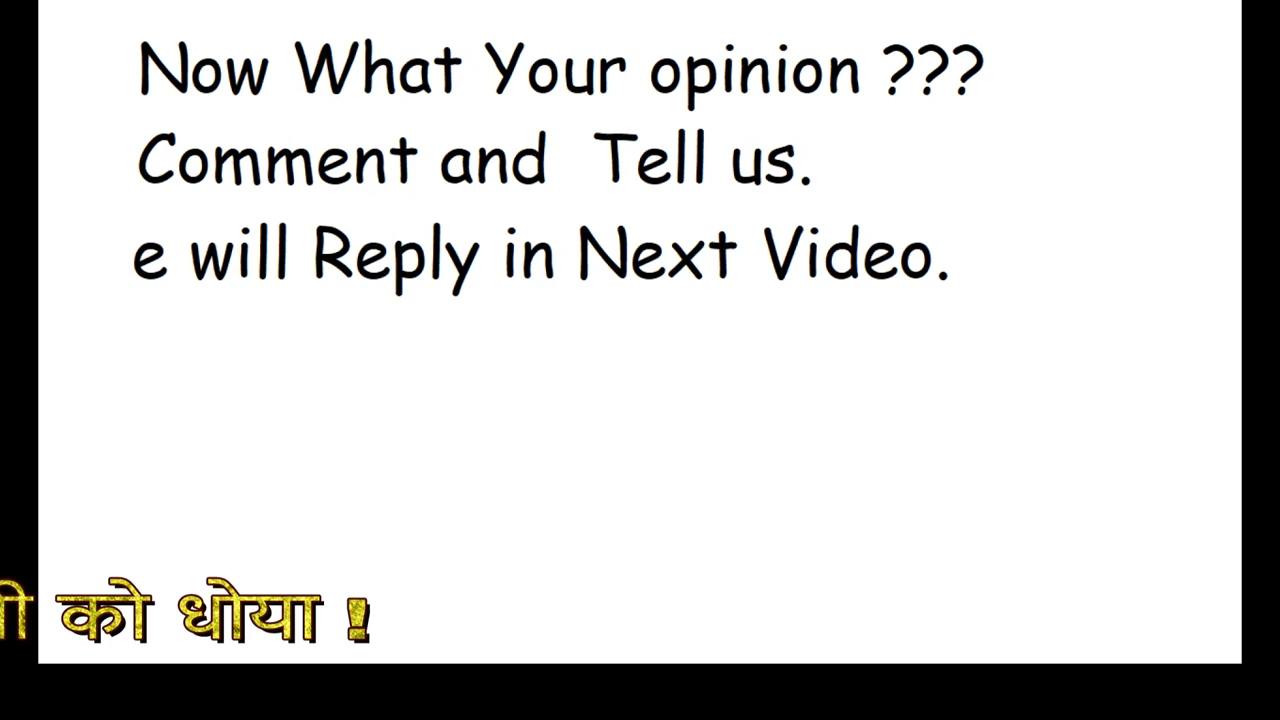 Now What Your opinion ???
Comment and Tell us.
e will Reply in Next Video.
को धोया !